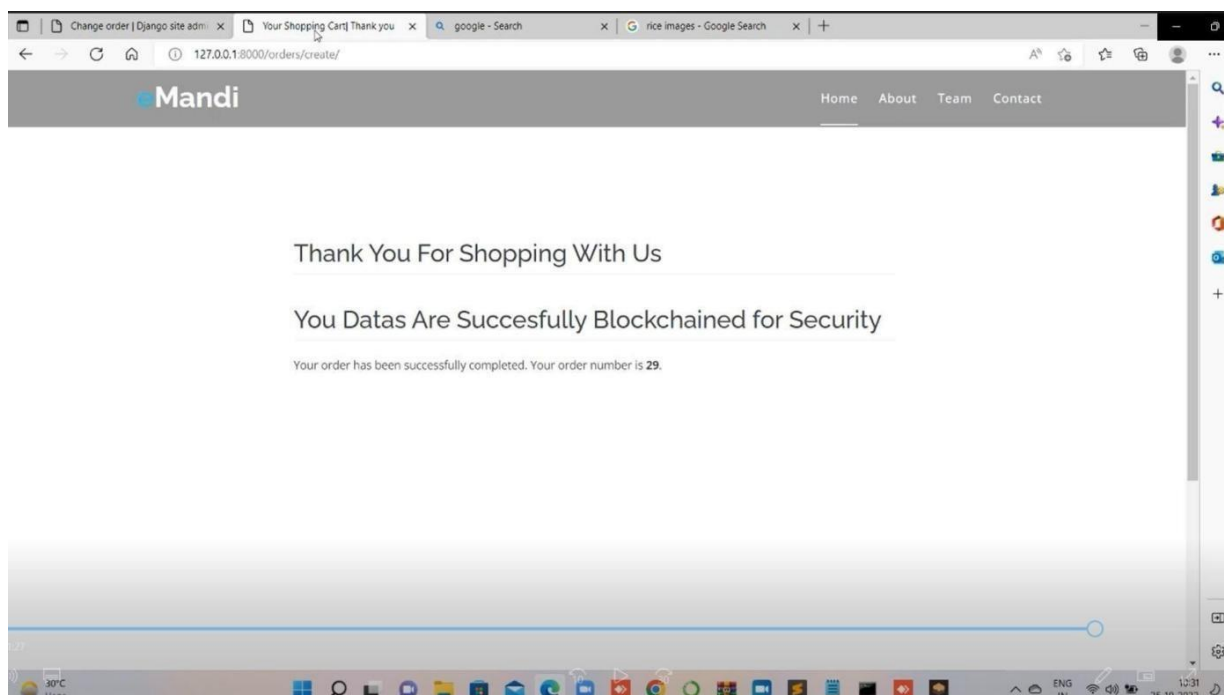 Change order | Django site admi
Your Shopping Cart| Thank you
google - Search
rice images - Google Search
127.0.0.1:8000/orders/create/
eMandi
Home About Team Contact
Thank You For Shopping With Us
You Datas Are Succesfully Blockchained for Security
Your order has been successfully completed. Your order number is 29.
30°C
ENG
IN
10:31